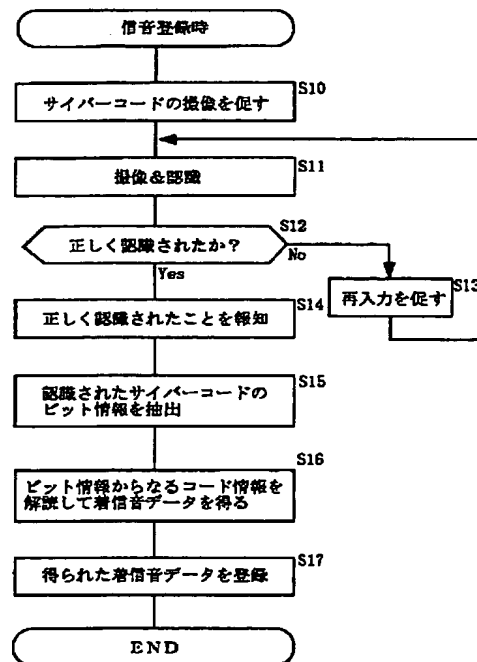 信音登録時
S10
サイバーコードの撮像を促す
S11
撮像&認識
S12
正しく認識されたか？
No
Yes
S13
再入力を促す
S14
正しく認識されたことを報知
S15
認識されたサイバーコードの
ビット情報を抽出
S16
ビット情報からなるコード情報を
解読して着信音データを得る
S17
得られた着信音データを登録
END